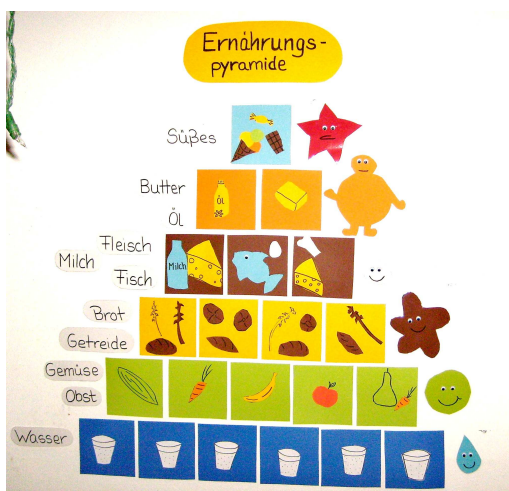 Ernährungs-
pyramide
Süßes
Butter
Öl
Öl
Fleisch
Milch
Fisch
Milch
Brot
Getreide
Gemüse
Obst
Wasser